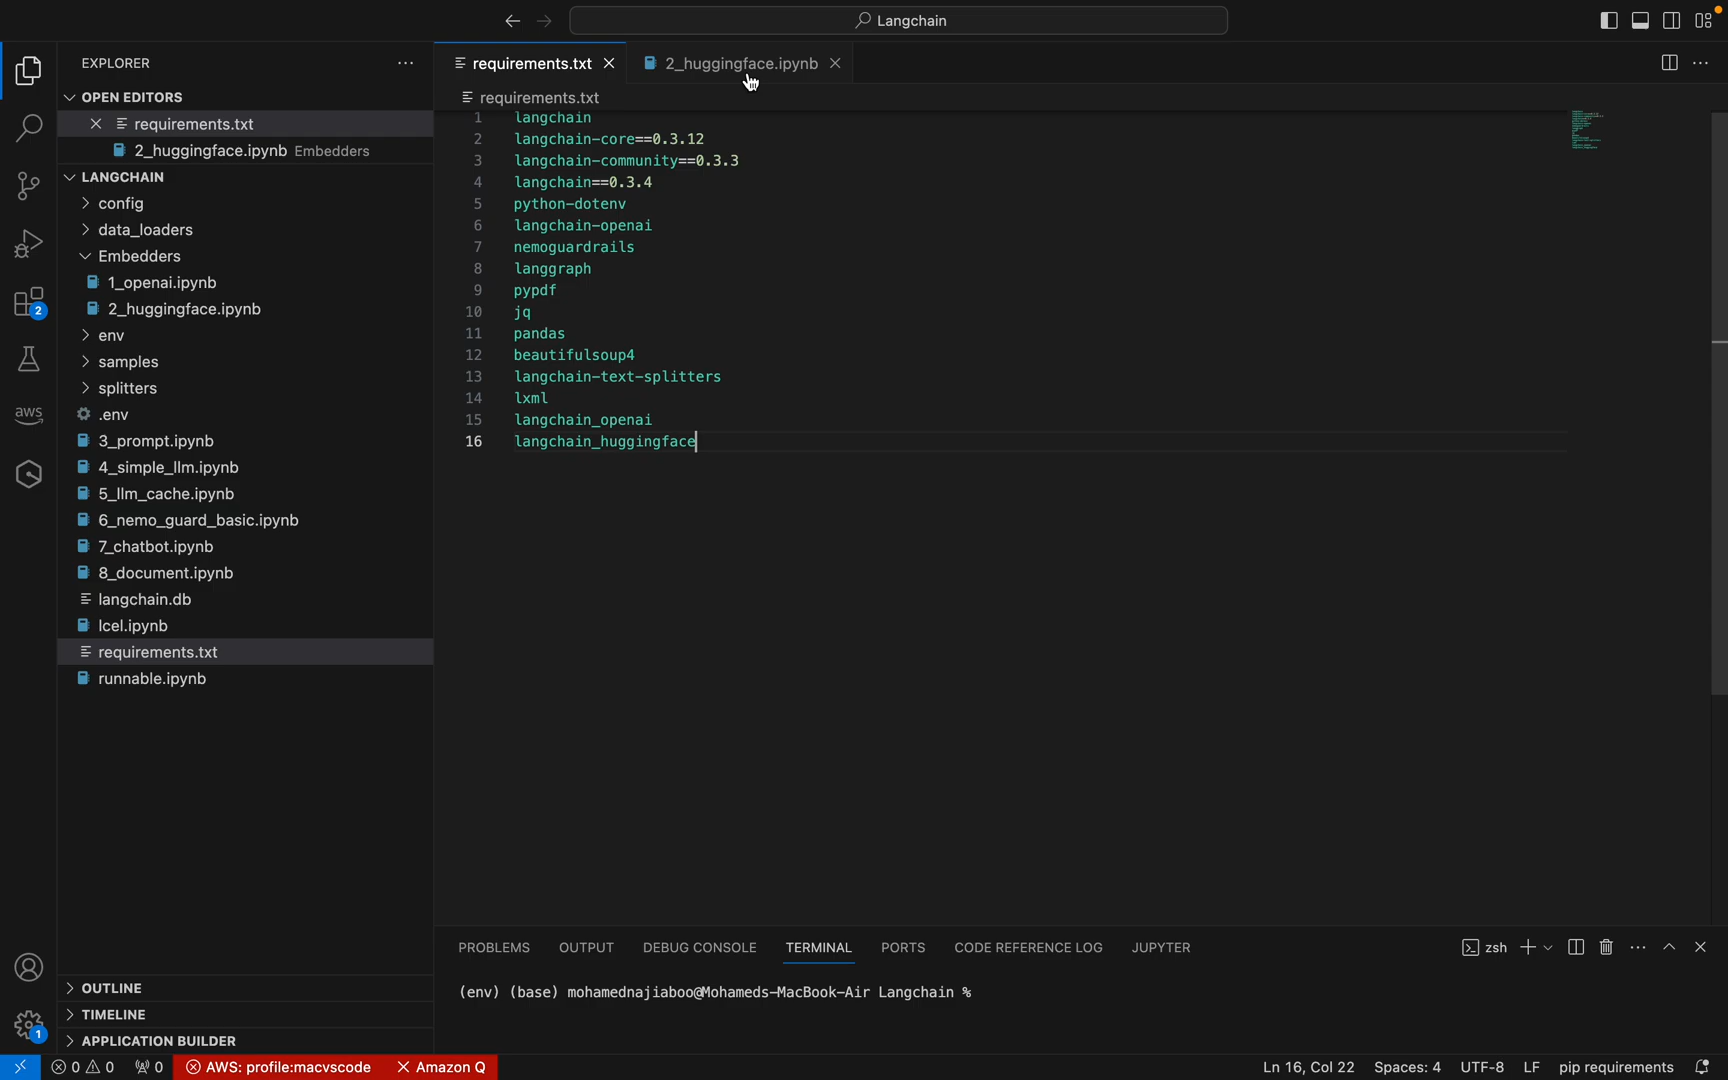 Langchain
EXPLORER
OPEN EDITORS
requirements.txt
2_huggingface.ipynb Embedders
LANGCHAIN
config
data_loaders
Embedders
1_openai.ipynb
2_huggingface.ipynb
env
samples
splitters
.env
3_prompt.ipynb
4_simple_llm.ipynb
5_llm_cache.ipynb
6_nemo_guard_basic.ipynb
7_chatbot.ipynb
8_document.ipynb
langchain.db
lcel.ipynb
requirements.txt
runnable.ipynb
OUTLINE
TIMELINE
APPLICATION BUILDER
aws
2
1
requirements.txt
2_huggingface.ipynb
requirements.txt
1 langchain
2 langchain-core==0.3.12
3 langchain-community==0.3.3
4 langchain==0.3.4
5 python-dotenv
6 langchain-openai
7 nemoguardrails
8 langgraph
9 pypdf
10 jq
11 pandas
12 beautifulsoup4
13 langchain-text-splitters
14 lxml
15 langchain_openai
16 langchain_huggingface
PROBLEMS OUTPUT DEBUG CONSOLE TERMINAL PORTS CODE REFERENCE LOG JUPYTER
zsh
(env) (base) mohamednajiaboo@Mohameds-MacBook-Air Langchain %
0 0 0 AWS: profile:macvscode Amazon Q
Ln 16, Col 22 Spaces: 4 UTF-8 LF pip requirements